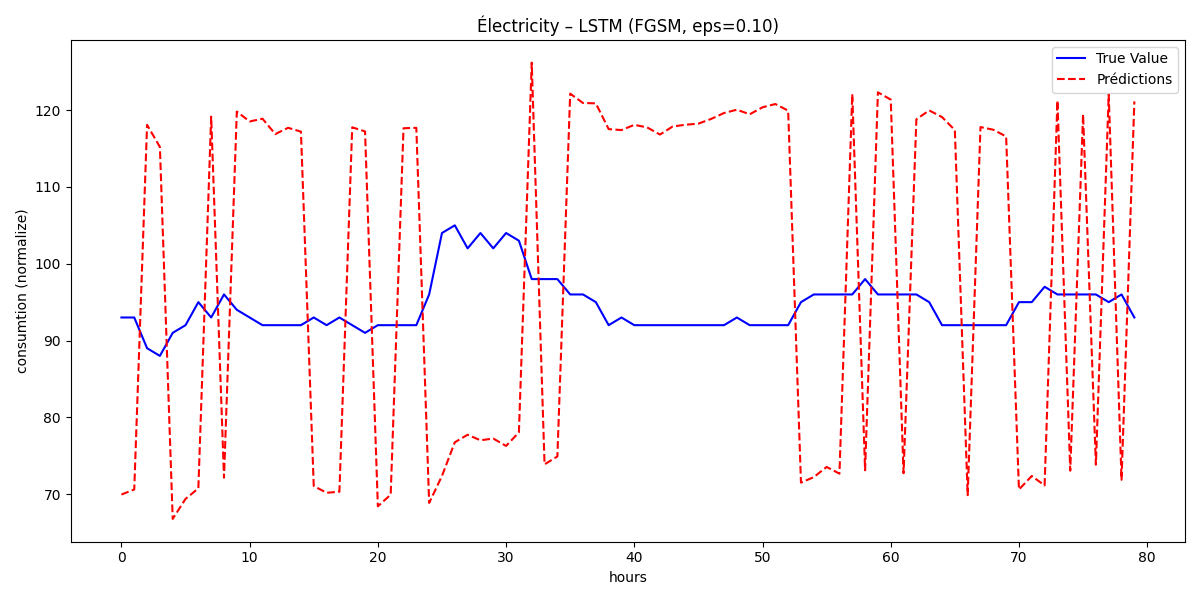 Électricity – LSTM (FGSM, eps=0.10)
True Value
Prédictions
consumtion (normalize)
120
110
100
90
80
70
0 10 20 30 40 50 60 70 80
hours